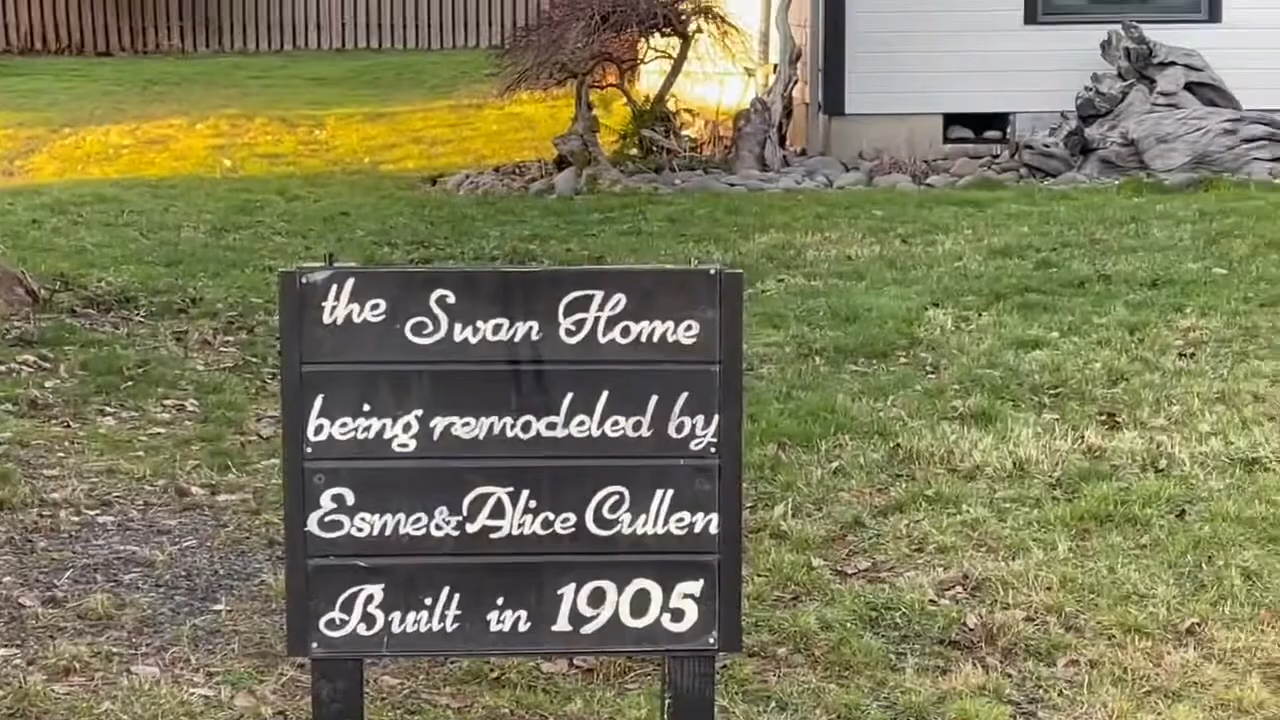 the Swan Home
being remodeled by
Esme & Alice Cullen
Built in 1905